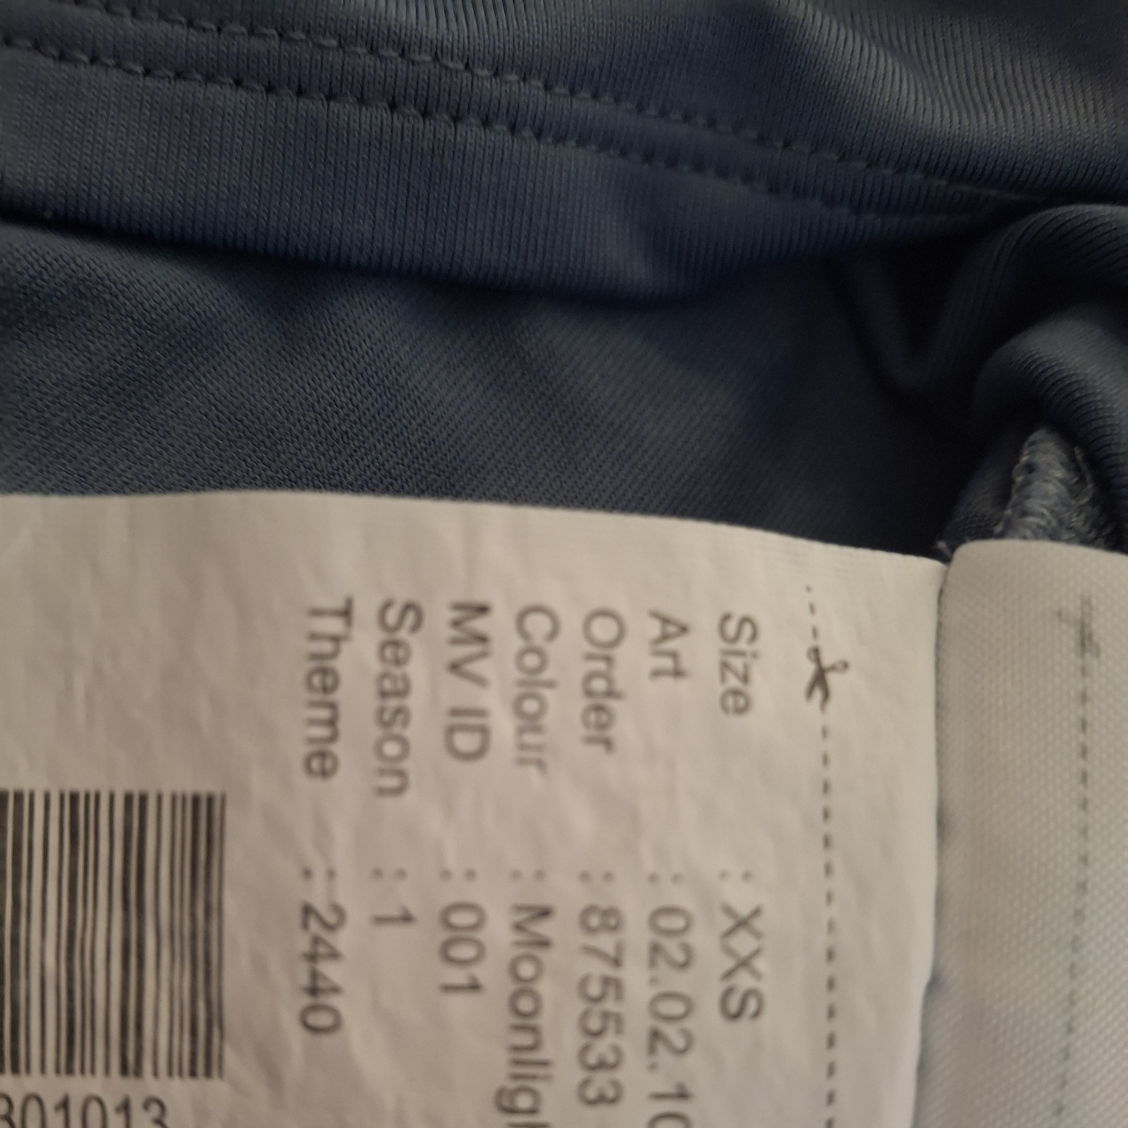 Size : XXS
Art : 02.02.10
Order : 875533
Colour : Moonligh
MV ID : 001
Season : 1
Theme : 2440
301013